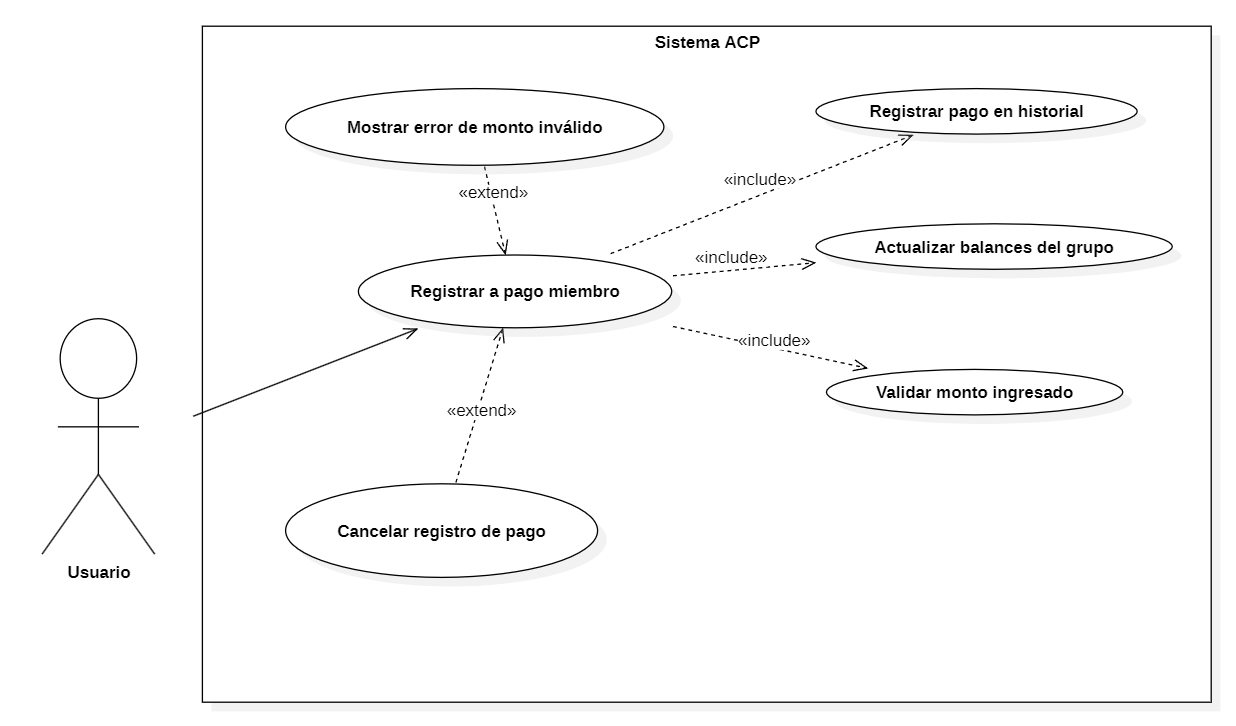 Sistema ACP
Mostrar error de monto inválido
Registrar pago en historial
«include»
«extend»
Actualizar balances del grupo
«include»
Registrar a pago miembro
«include»
Validar monto ingresado
«extend»
Cancelar registro de pago
Usuario